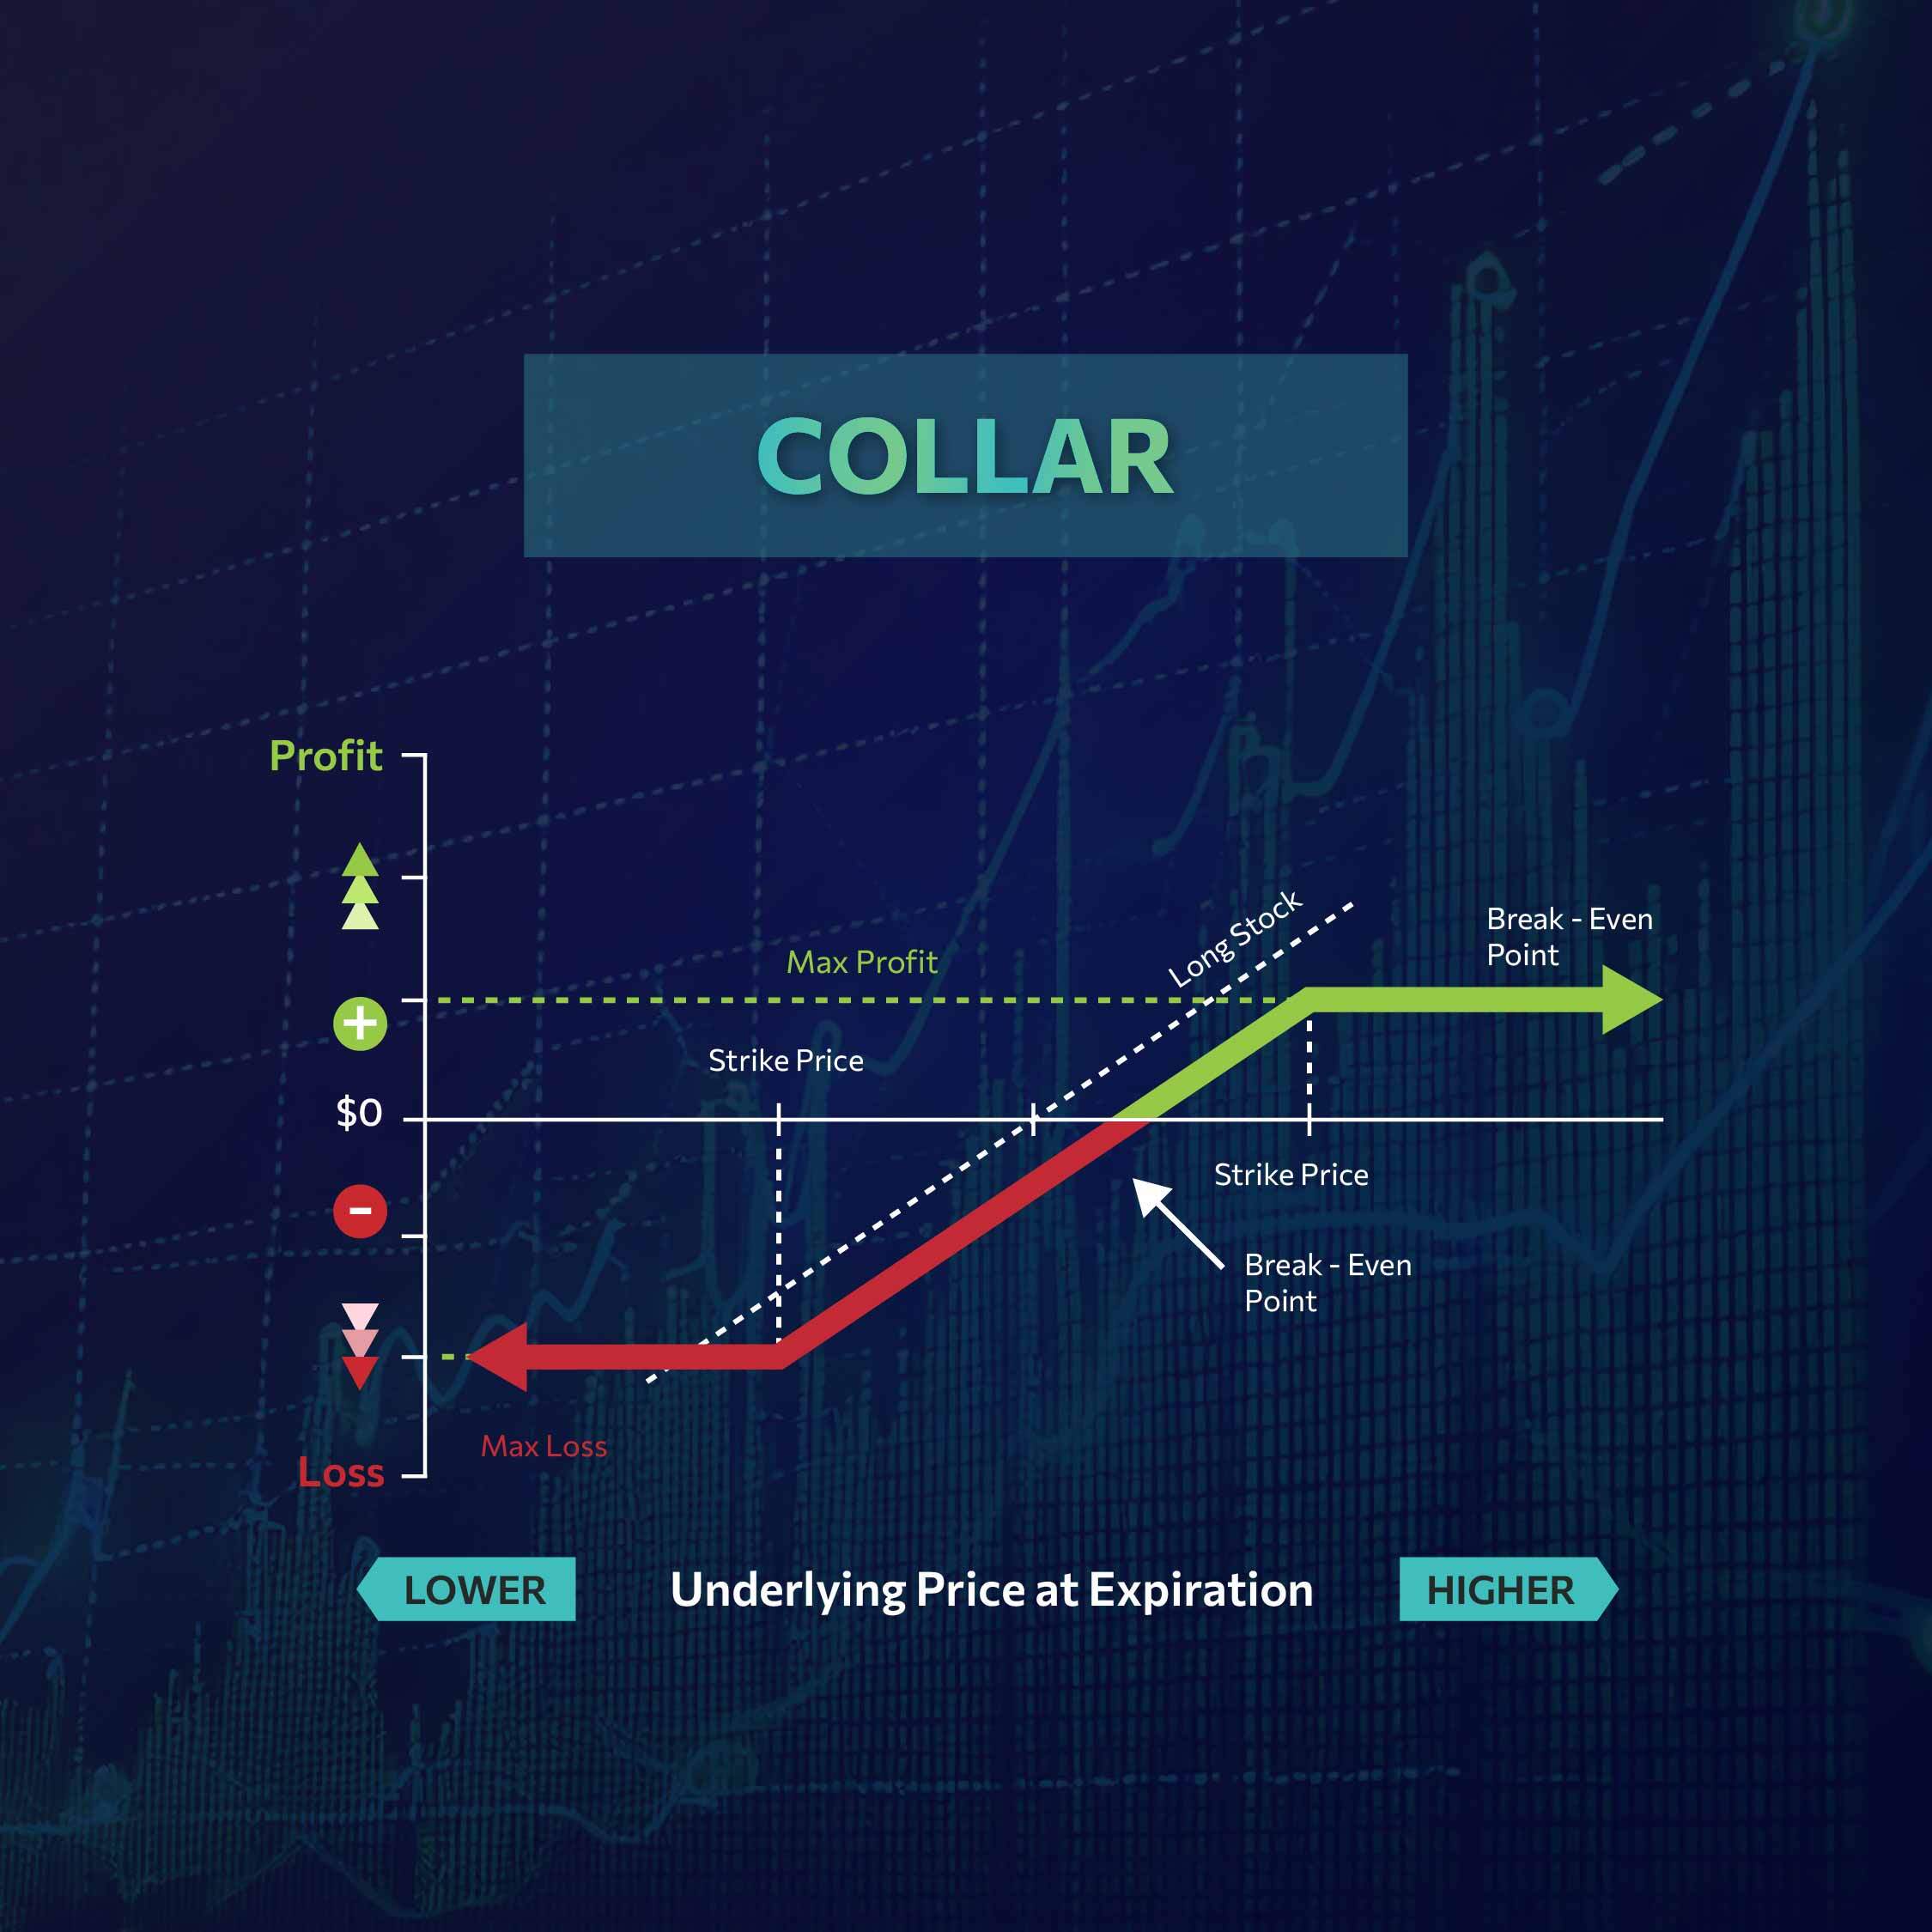 COLLAR
Profit
Long Stock
Break - Even
Point
Max Profit
+
Strike Price
$0
Strike Price
-
Break - Even
Point
Max Loss
Loss
LOWER
Underlying Price at Expiration
HIGHER